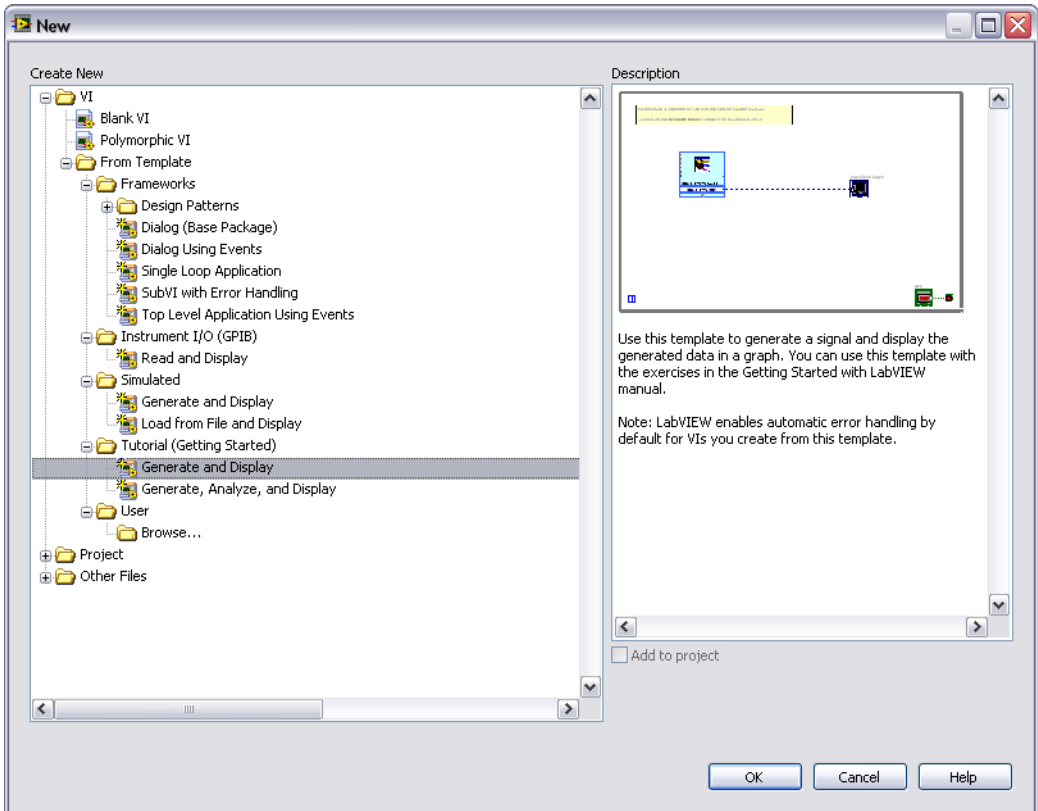 New
Create New
VI
Blank VI
Polymorphic VI
From Template
Frameworks
Design Patterns
Dialog (Base Package)
Dialog Using Events
Single Loop Application
SubVI with Error Handling
Top Level Application Using Events
Instrument I/O (GPIB)
Read and Display
Simulated
Generate and Display
Load from File and Display
Tutorial (Getting Started)
Generate and Display
Generate, Analyze, and Display
User
Browse...
Project
Other Files
Description
Use this template to generate a signal and display the
generated data in a graph. You can use this template with
the exercises in the Getting Started with LabVIEW
manual.
Note: LabVIEW enables automatic error handling by
default for VIs you create from this template.
Add to project
OK
Cancel
Help